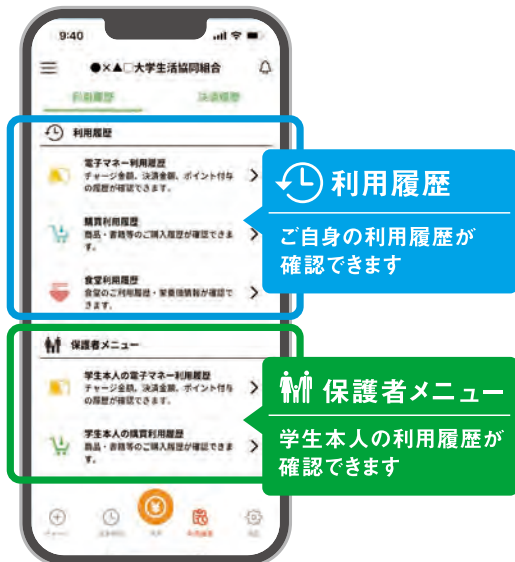 9:40
●×▲□大学生活協同組合
利用履歴
決済履歴
利用履歴
電子マネー利用履歴
チャージ金額、決済金額、ポイント付与
の履歴が確認できます。
購買利用履歴
商品・書籍等のご購入履歴が確認できま
す。
食堂利用履歴
食堂のご利用履歴・栄養価情報が確認で
きます。
利用履歴
ご自身の利用履歴が
確認できます
保護者メニュー
学生本人の電子マネー利用履歴
チャージ金額、決済金額、ポイント付与
の履歴が確認できます。
学生本人の購買利用履歴
商品・書籍等のご購入履歴が確認できま
す。
保護者メニュー
学生本人の利用履歴が
確認できます
チャージ
利用履歴